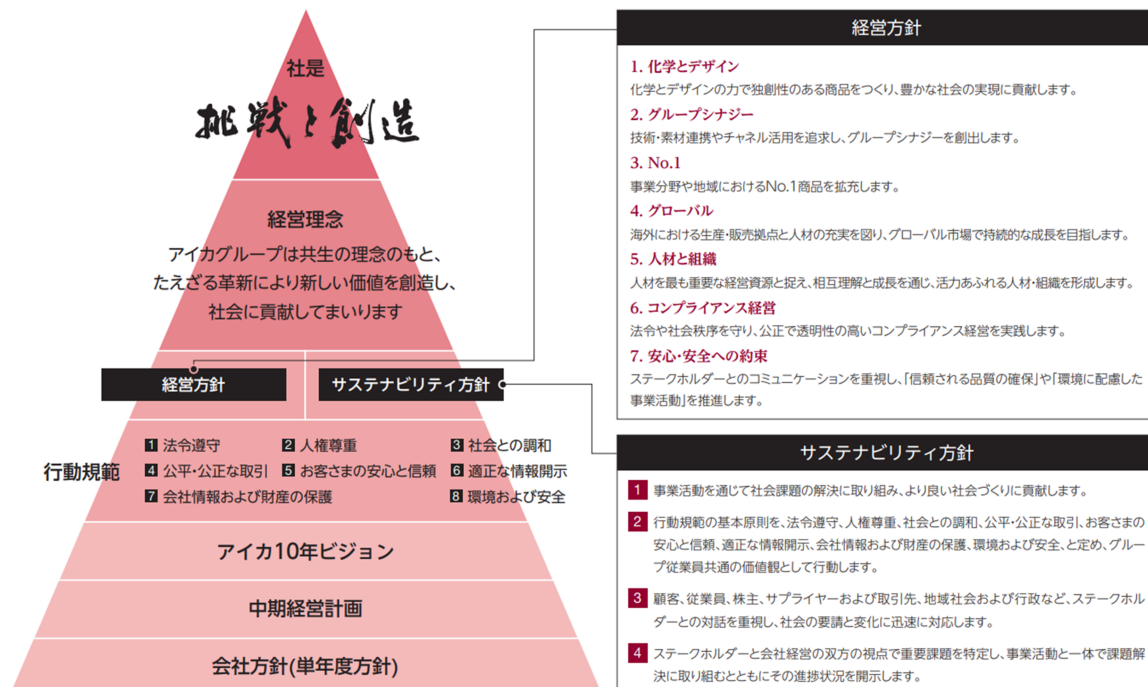 社是
挑戦と創造
経営理念
アイカグループは共生の理念のもと、
たえざる革新により新しい価値を創造し、
社会に貢献してまいります
経営方針
サステナビリティ方針
行動規範
1 法令遵守 2 人権尊重 3 社会との調和
4 公平・公正な取引 5 お客さまの安心と信頼 6 適正な情報開示
7 会社情報および財産の保護 8 環境および安全
アイカ10年ビジョン
中期経営計画
会社方針(単年度方針)
経営方針
1. 化学とデザイン
化学とデザインの力で独創性のある商品をつくり、豊かな社会の実現に貢献します。
2. グループシナジー
技術・素材連携やチャネル活用を追求し、グループシナジーを創出します。
3. No.1
事業分野や地域におけるNo.1商品を拡充します。
4. グローバル
海外における生産・販売拠点と人材の充実を図り、グローバル市場で持続的な成長を目指します。
5. 人材と組織
人材を最も重要な経営資源と捉え、相互理解と成長を通じ、活力あふれる人材・組織を形成します。
6. コンプライアンス経営
法令や社会秩序を守り、公正で透明性の高いコンプライアンス経営を実践します。
7. 安心・安全への約束
ステークホルダーとのコミュニケーションを重視し、「信頼される品質の確保」や「環境に配慮した
事業活動」を推進します。
サステナビリティ方針
1 事業活動を通じて社会課題の解決に取り組み、より良い社会づくりに貢献します。
2 行動規範の基本原則を、法令遵守、人権尊重、社会との調和、公平・公正な取引、お客さまの
安心と信頼、適正な情報開示、会社情報および財産の保護、環境および安全、と定め、グルー
プ従業員共通の価値観として行動します。
3 顧客、従業員、株主、サプライヤーおよび取引先、地域社会および行政など、ステークホル
ダーとの対話を重視し、社会の要請と変化に迅速に対応します。
4 ステークホルダーと会社経営の双方の視点で重要課題を特定し、事業活動と一体で課題解
決に取り組むとともにその進捗状況を開示します。